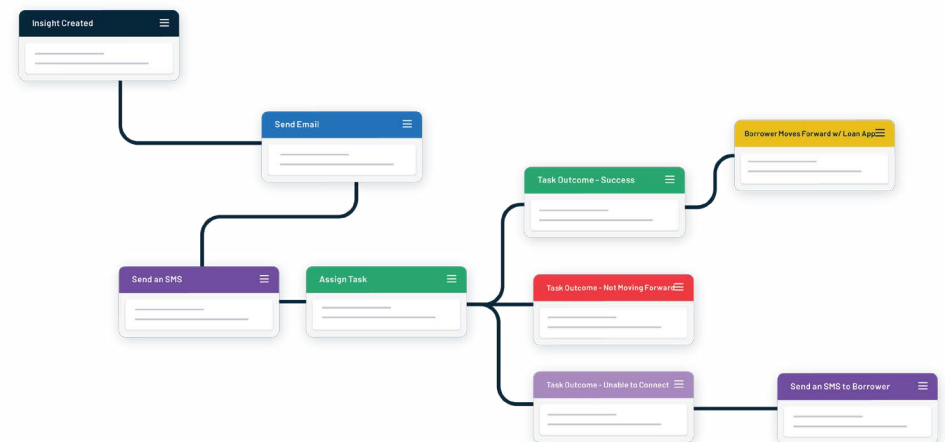 Insight Created
Send Email
Borrower Moves Forward w/ Loan App
Task Outcome - Success
Send an SMS
Assign Task
Task Outcome - Not Moving Forward
Task Outcome - Unable to Connect
Send an SMS to Borrower